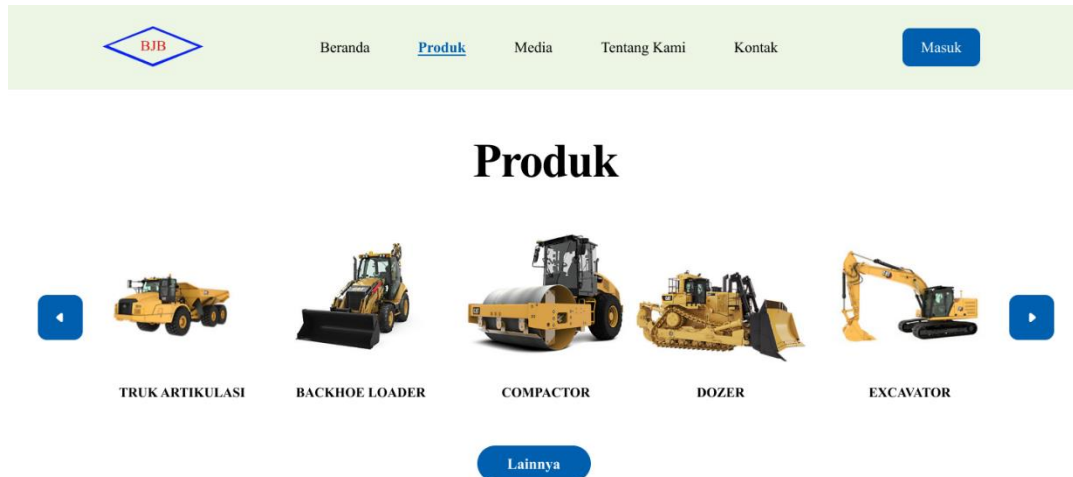 BJB
Beranda Produk Media Tentang Kami Kontak Masuk
Produk
TRUK ARTIKULASI BACKHOE LOADER COMPACTOR DOZER EXCAVATOR
Lainnya